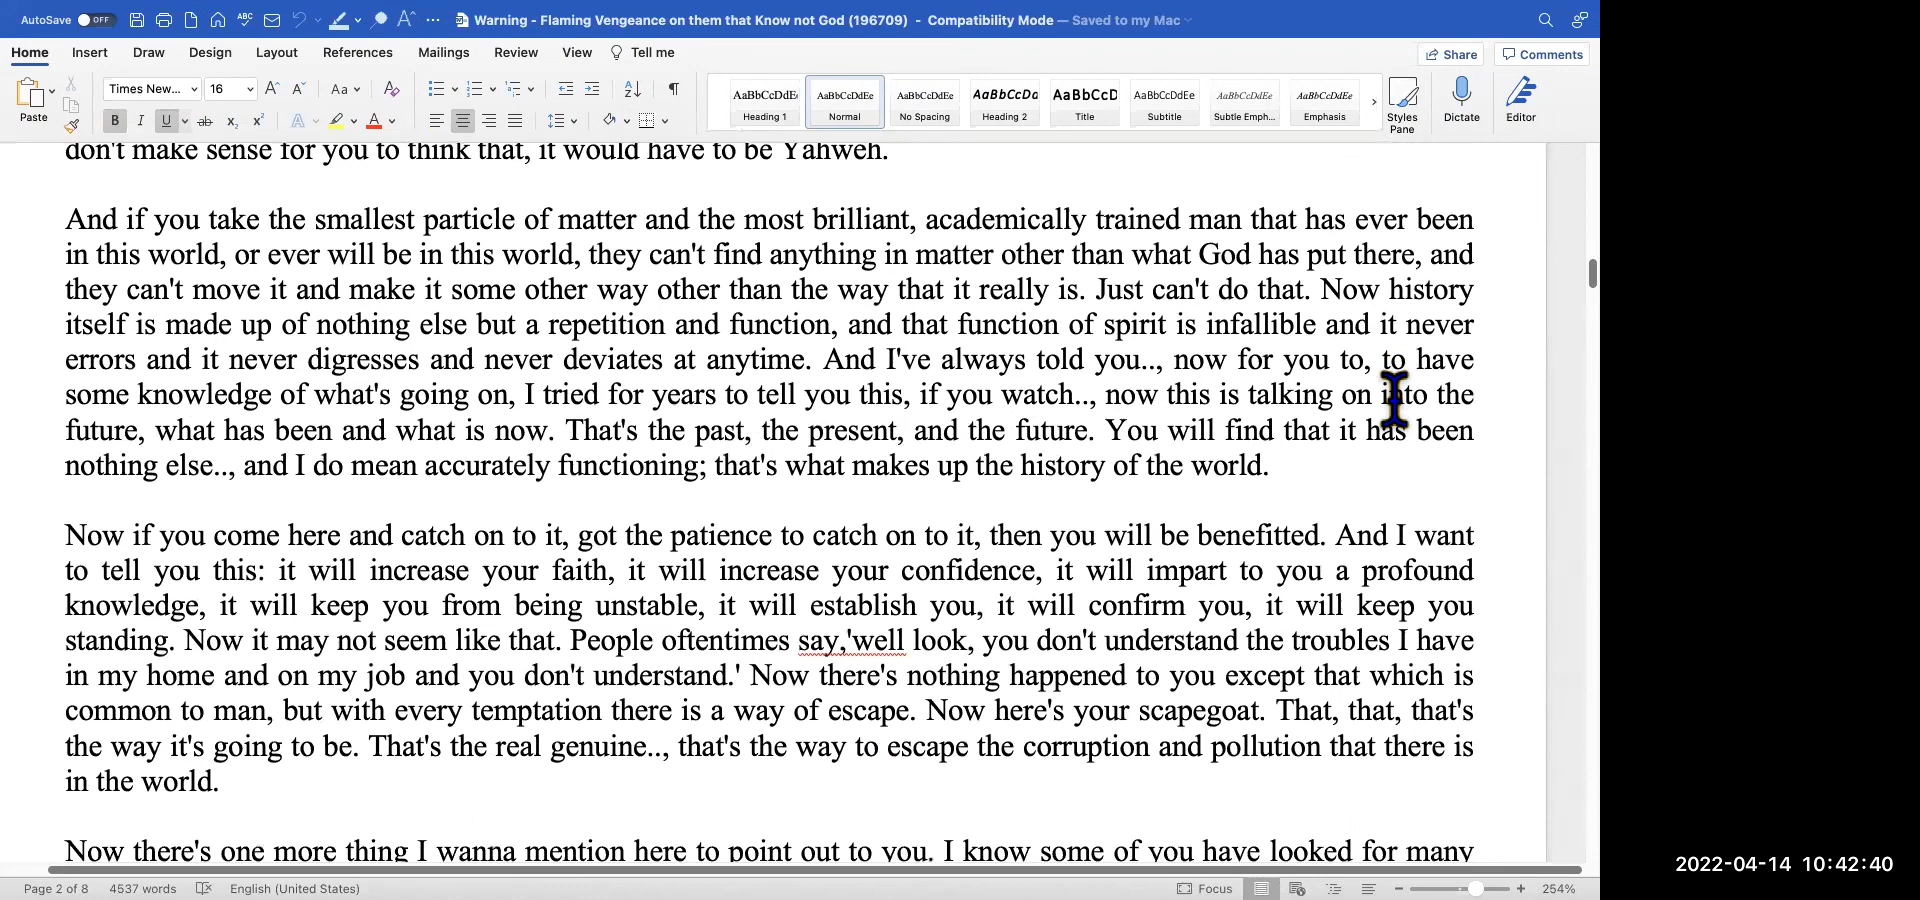 AutoSave OFF ABC A ... Warning - Flaming Vengeance on them that Know not God (196709) - Compatibility Mode — Saved to my Mac
Home Insert Draw Design Layout References Mailings Review View Tell me Share Comments
Paste Times New... 16 A A Aa A
B I U ab x2 x2 A A
AaBbCcDdEe AaBbCcDdEe AaBbCcDdEe AaBbCcDc AaBbCcD AaBbCcDdEe AaBbCcDdEe AaBbCcDdEe
Heading 1 Normal No Spacing Heading 2 Title Subtitle Subtle Emph... Emphasis
Styles Pane Dictate Editor
don't make sense for you to think that, it would have to be Yahweh.
And if you take the smallest particle of matter and the most brilliant, academically trained man that has ever been
in this world, or ever will be in this world, they can't find anything in matter other than what God has put there, and
they can't move it and make it some other way other than the way that it really is. Just can't do that. Now history
itself is made up of nothing else but a repetition and function, and that function of spirit is infallible and it never
errors and it never digresses and never deviates at anytime. And I've always told you.., now for you to, to have
some knowledge of what's going on, I tried for years to tell you this, if you watch.., now this is talking on into the
future, what has been and what is now. That's the past, the present, and the future. You will find that it has been
nothing else.., and I do mean accurately functioning; that's what makes up the history of the world.
Now if you come here and catch on to it, got the patience to catch on to it, then you will be benefitted. And I want
to tell you this: it will increase your faith, it will increase your confidence, it will impart to you a profound
knowledge, it will keep you from being unstable, it will establish you, it will confirm you, it will keep you
standing. Now it may not seem like that. People oftentimes say,'well look, you don't understand the troubles I have
in my home and on my job and you don't understand.' Now there's nothing happened to you except that which is
common to man, but with every temptation there is a way of escape. Now here's your scapegoat. That, that, that's
the way it's going to be. That's the real genuine.., that's the way to escape the corruption and pollution that there is
in the world.
Now there's one more thing I wanna mention here to point out to you. I know some of you have looked for many
Page 2 of 8 4537 words English (United States) Focus 254%
2022-04-14 10:42:40